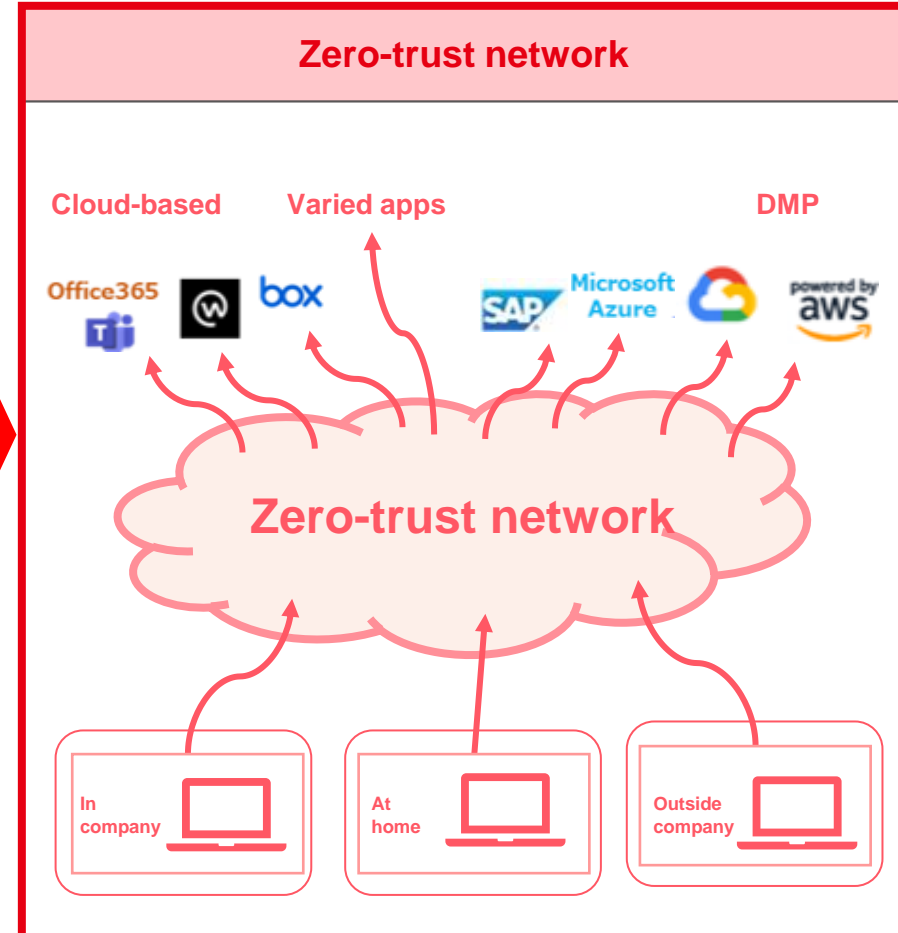 Zero-trust network
Cloud-based
Varied apps
DMP
Office365
T
box
SAP
Microsoft
Azure
powered by
aws
Zero-trust network
In
company
At
home
Outside
company